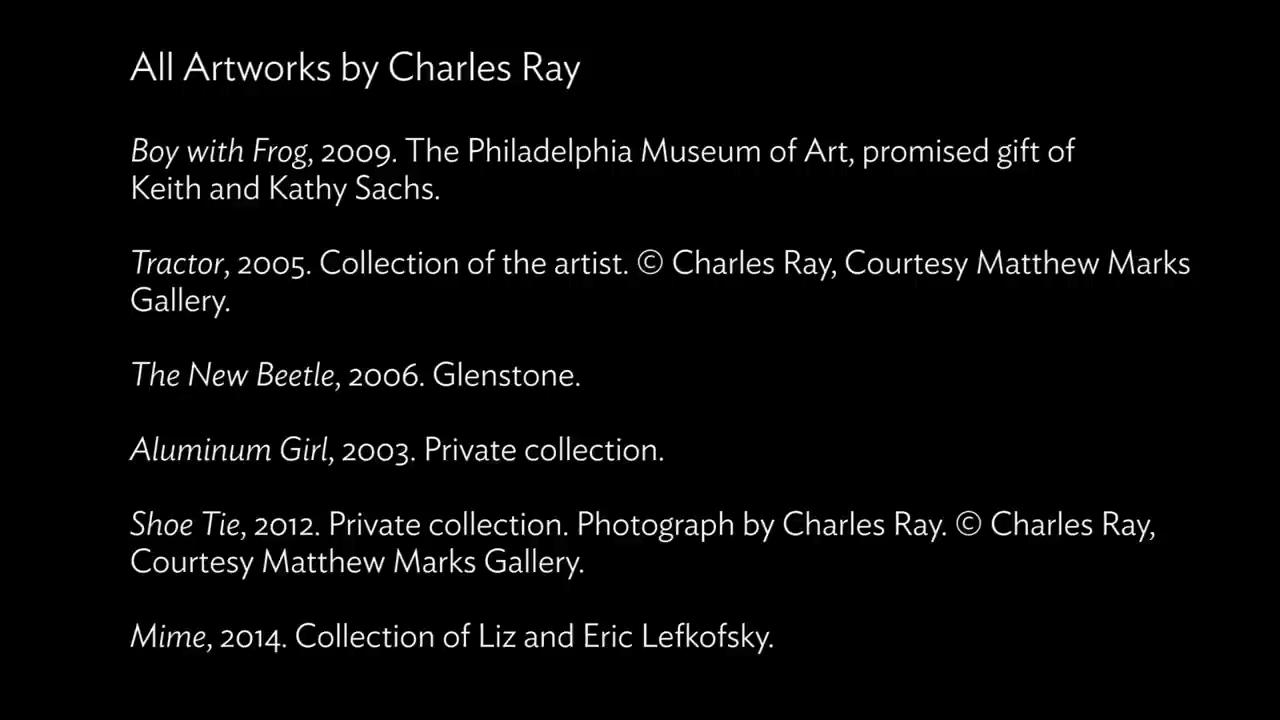 All Artworks by Charles Ray
Boy with Frog, 2009. The Philadelphia Museum of Art, promised gift of
Keith and Kathy Sachs.
Tractor, 2005. Collection of the artist. © Charles Ray, Courtesy Matthew Marks
Gallery.
The New Beetle, 2006. Glenstone.
Aluminum Girl, 2003. Private collection.
Shoe Tie, 2012. Private collection. Photograph by Charles Ray. © Charles Ray,
Courtesy Matthew Marks Gallery.
Mime, 2014. Collection of Liz and Eric Lefkofsky.